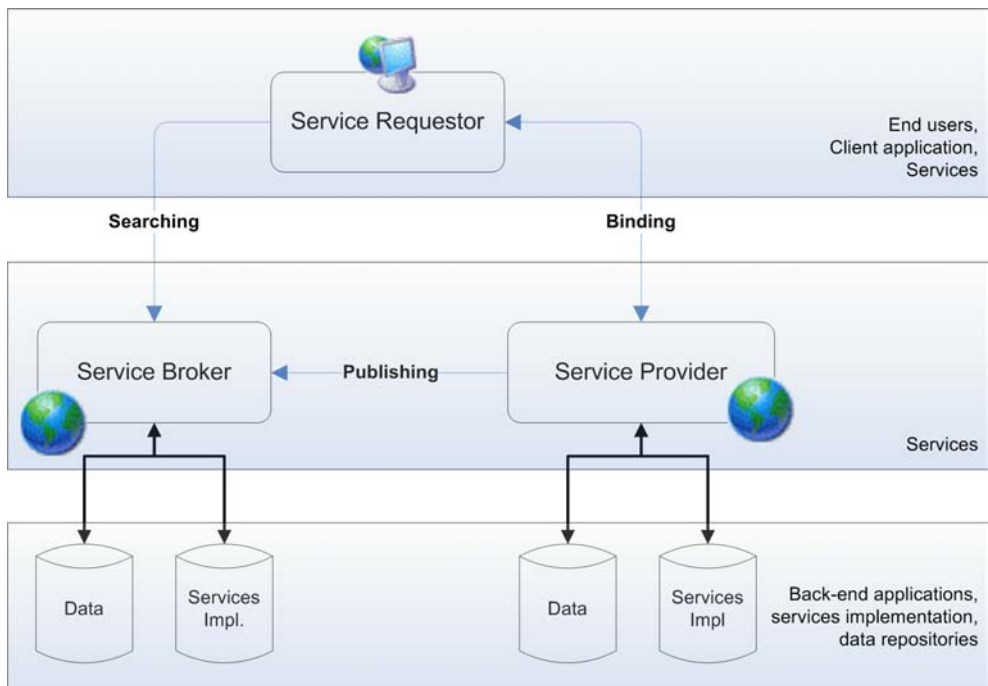 Service Requestor
End users,
Client application,
Services
Searching
Binding
Service Broker
Publishing
Service Provider
Services
Data
Services
Impl.
Data
Services
Impl
Back-end applications,
services implementation,
data repositories